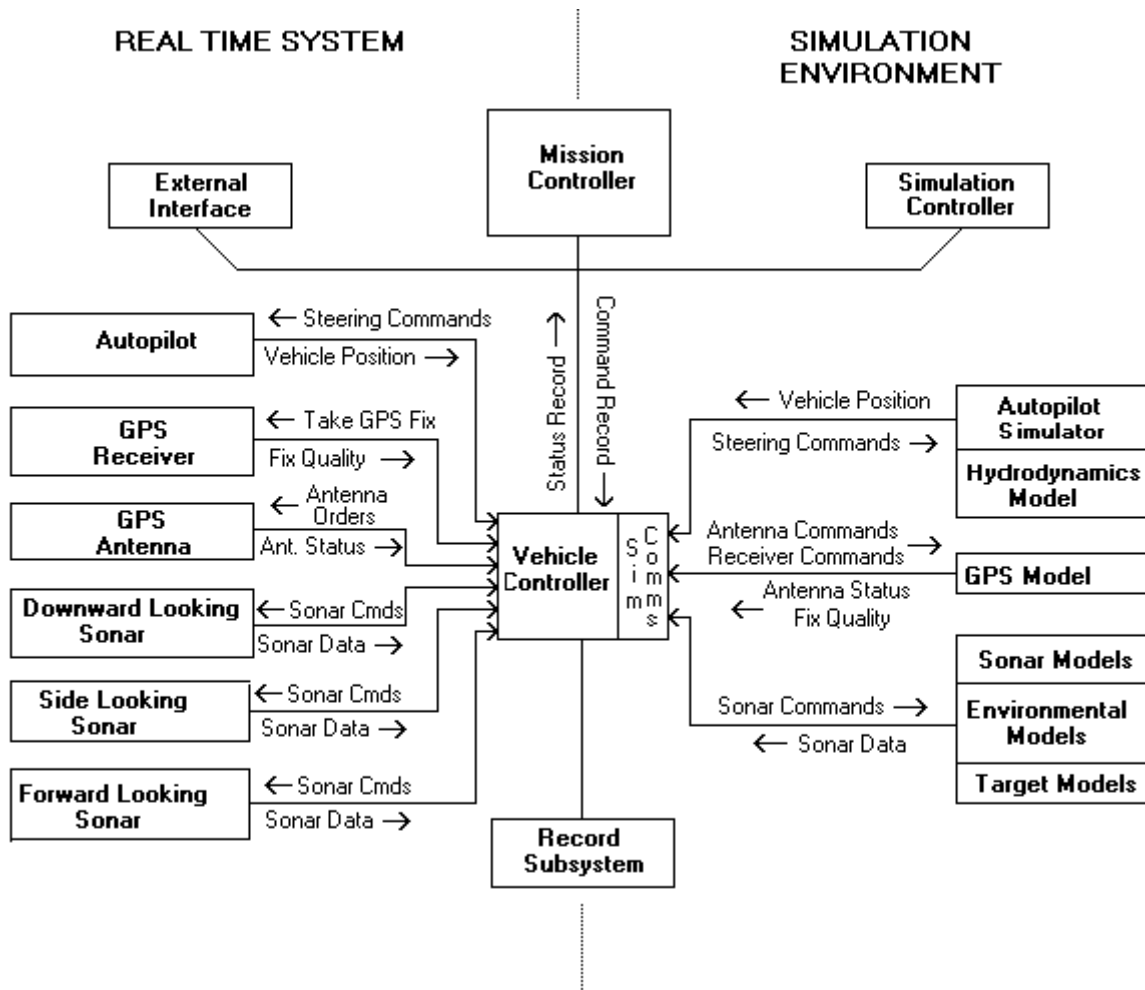 REAL TIME SYSTEM
SIMULATION
ENVIRONMENT
Mission
Controller
External
Interface
Simulation
Controller
Autopilot
← Steering Commands
Vehicle Position →
GPS
Receiver
← Take GPS Fix
Fix Quality →
GPS
Antenna
← Antenna
Orders
Ant. Status →
Downward Looking
Sonar
← Sonar Cmds
Sonar Data →
Side Looking
Sonar
← Sonar Cmds
Sonar Data →
Forward Looking
Sonar
← Sonar Cmds
Sonar Data →
Status Record →
Command Record →
Vehicle
Controller
Sim
Comms
Record
Subsystem
← Vehicle Position
Steering Commands →
Autopilot
Simulator
Hydrodynamics
Model
Antenna Commands
Receiver Commands →
GPS Model
← Antenna Status
Fix Quality
Sonar Commands →
← Sonar Data
Sonar Models
Environmental
Models
Target Models